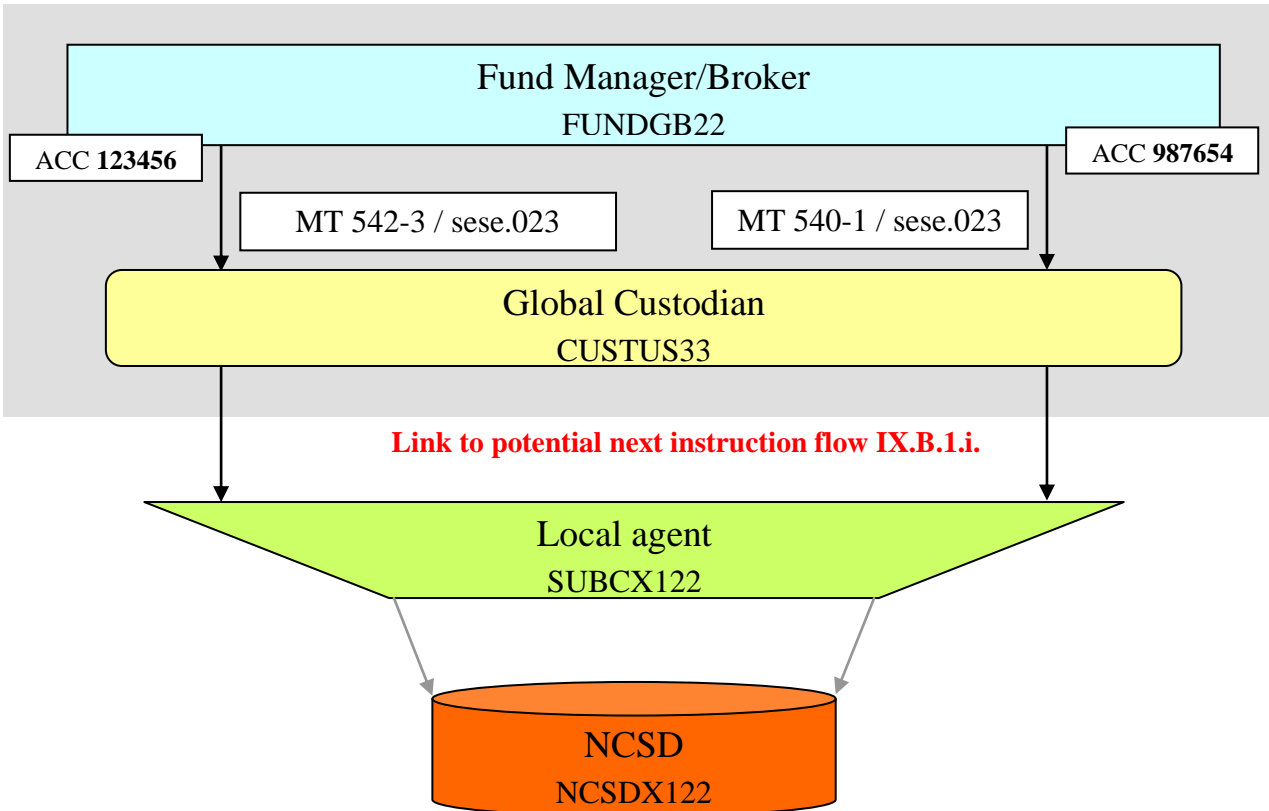 Fund Manager/Broker
FUNDGB22
ACC 123456
ACC 987654
MT 542-3 / sese.023
MT 540-1 / sese.023
Global Custodian
CUSTUS33
Link to potential next instruction flow IX.B.1.i.
Local agent
SUBCX122
NCSD
NCSDX122